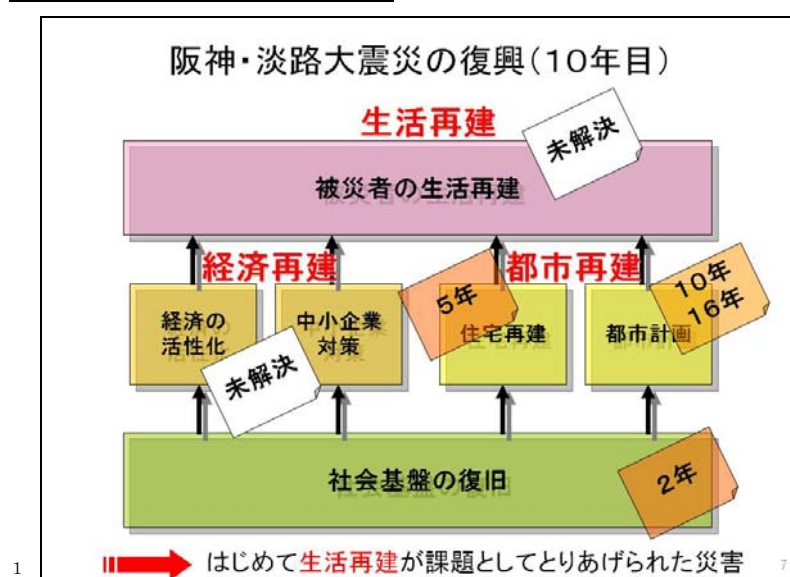 阪神・淡路大震災の復興(10年目)
生活再建
未解決
被災者の生活再建
経済再建
都市再建
経済の
活性化
中小企業
対策
5年
住宅再建
都市計画
10年
16年
未解決
社会基盤の復旧
2年
はじめて生活再建が課題としてとりあげられた災害
7
1